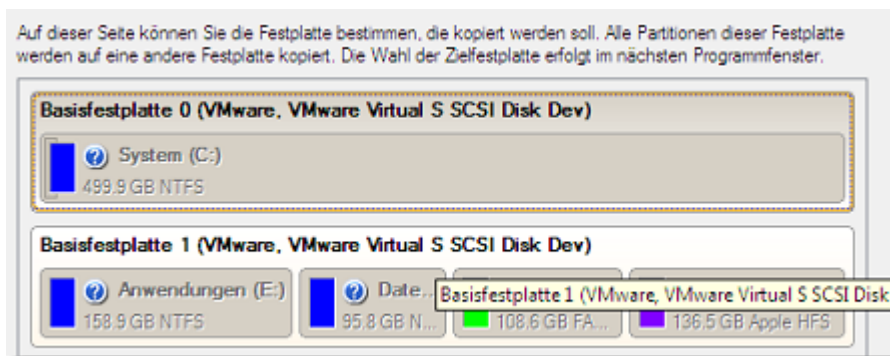 Auf dieser Seite können Sie die Festplatte bestimmen, die kopiert werden soll. Alle Partitionen dieser Festplatte
werden auf eine andere Festplatte kopiert. Die Wahl der Zielfestplatte erfolgt im nächsten Programmfenster.
Basisfestplatte 0 (VMware, VMware Virtual S SCSI Disk Dev)
System (C:)
499.9 GB NTFS
Basisfestplatte 1 (VMware, VMware Virtual S SCSI Disk Dev)
Anwendungen (E:)
Date...
Basisfestplatte 1 (VMware, VMware Virtual S SCSI Disk
158.9 GB NTFS
95.8 GB N...
108.6 GB FA...
136.5 GB Apple HFS